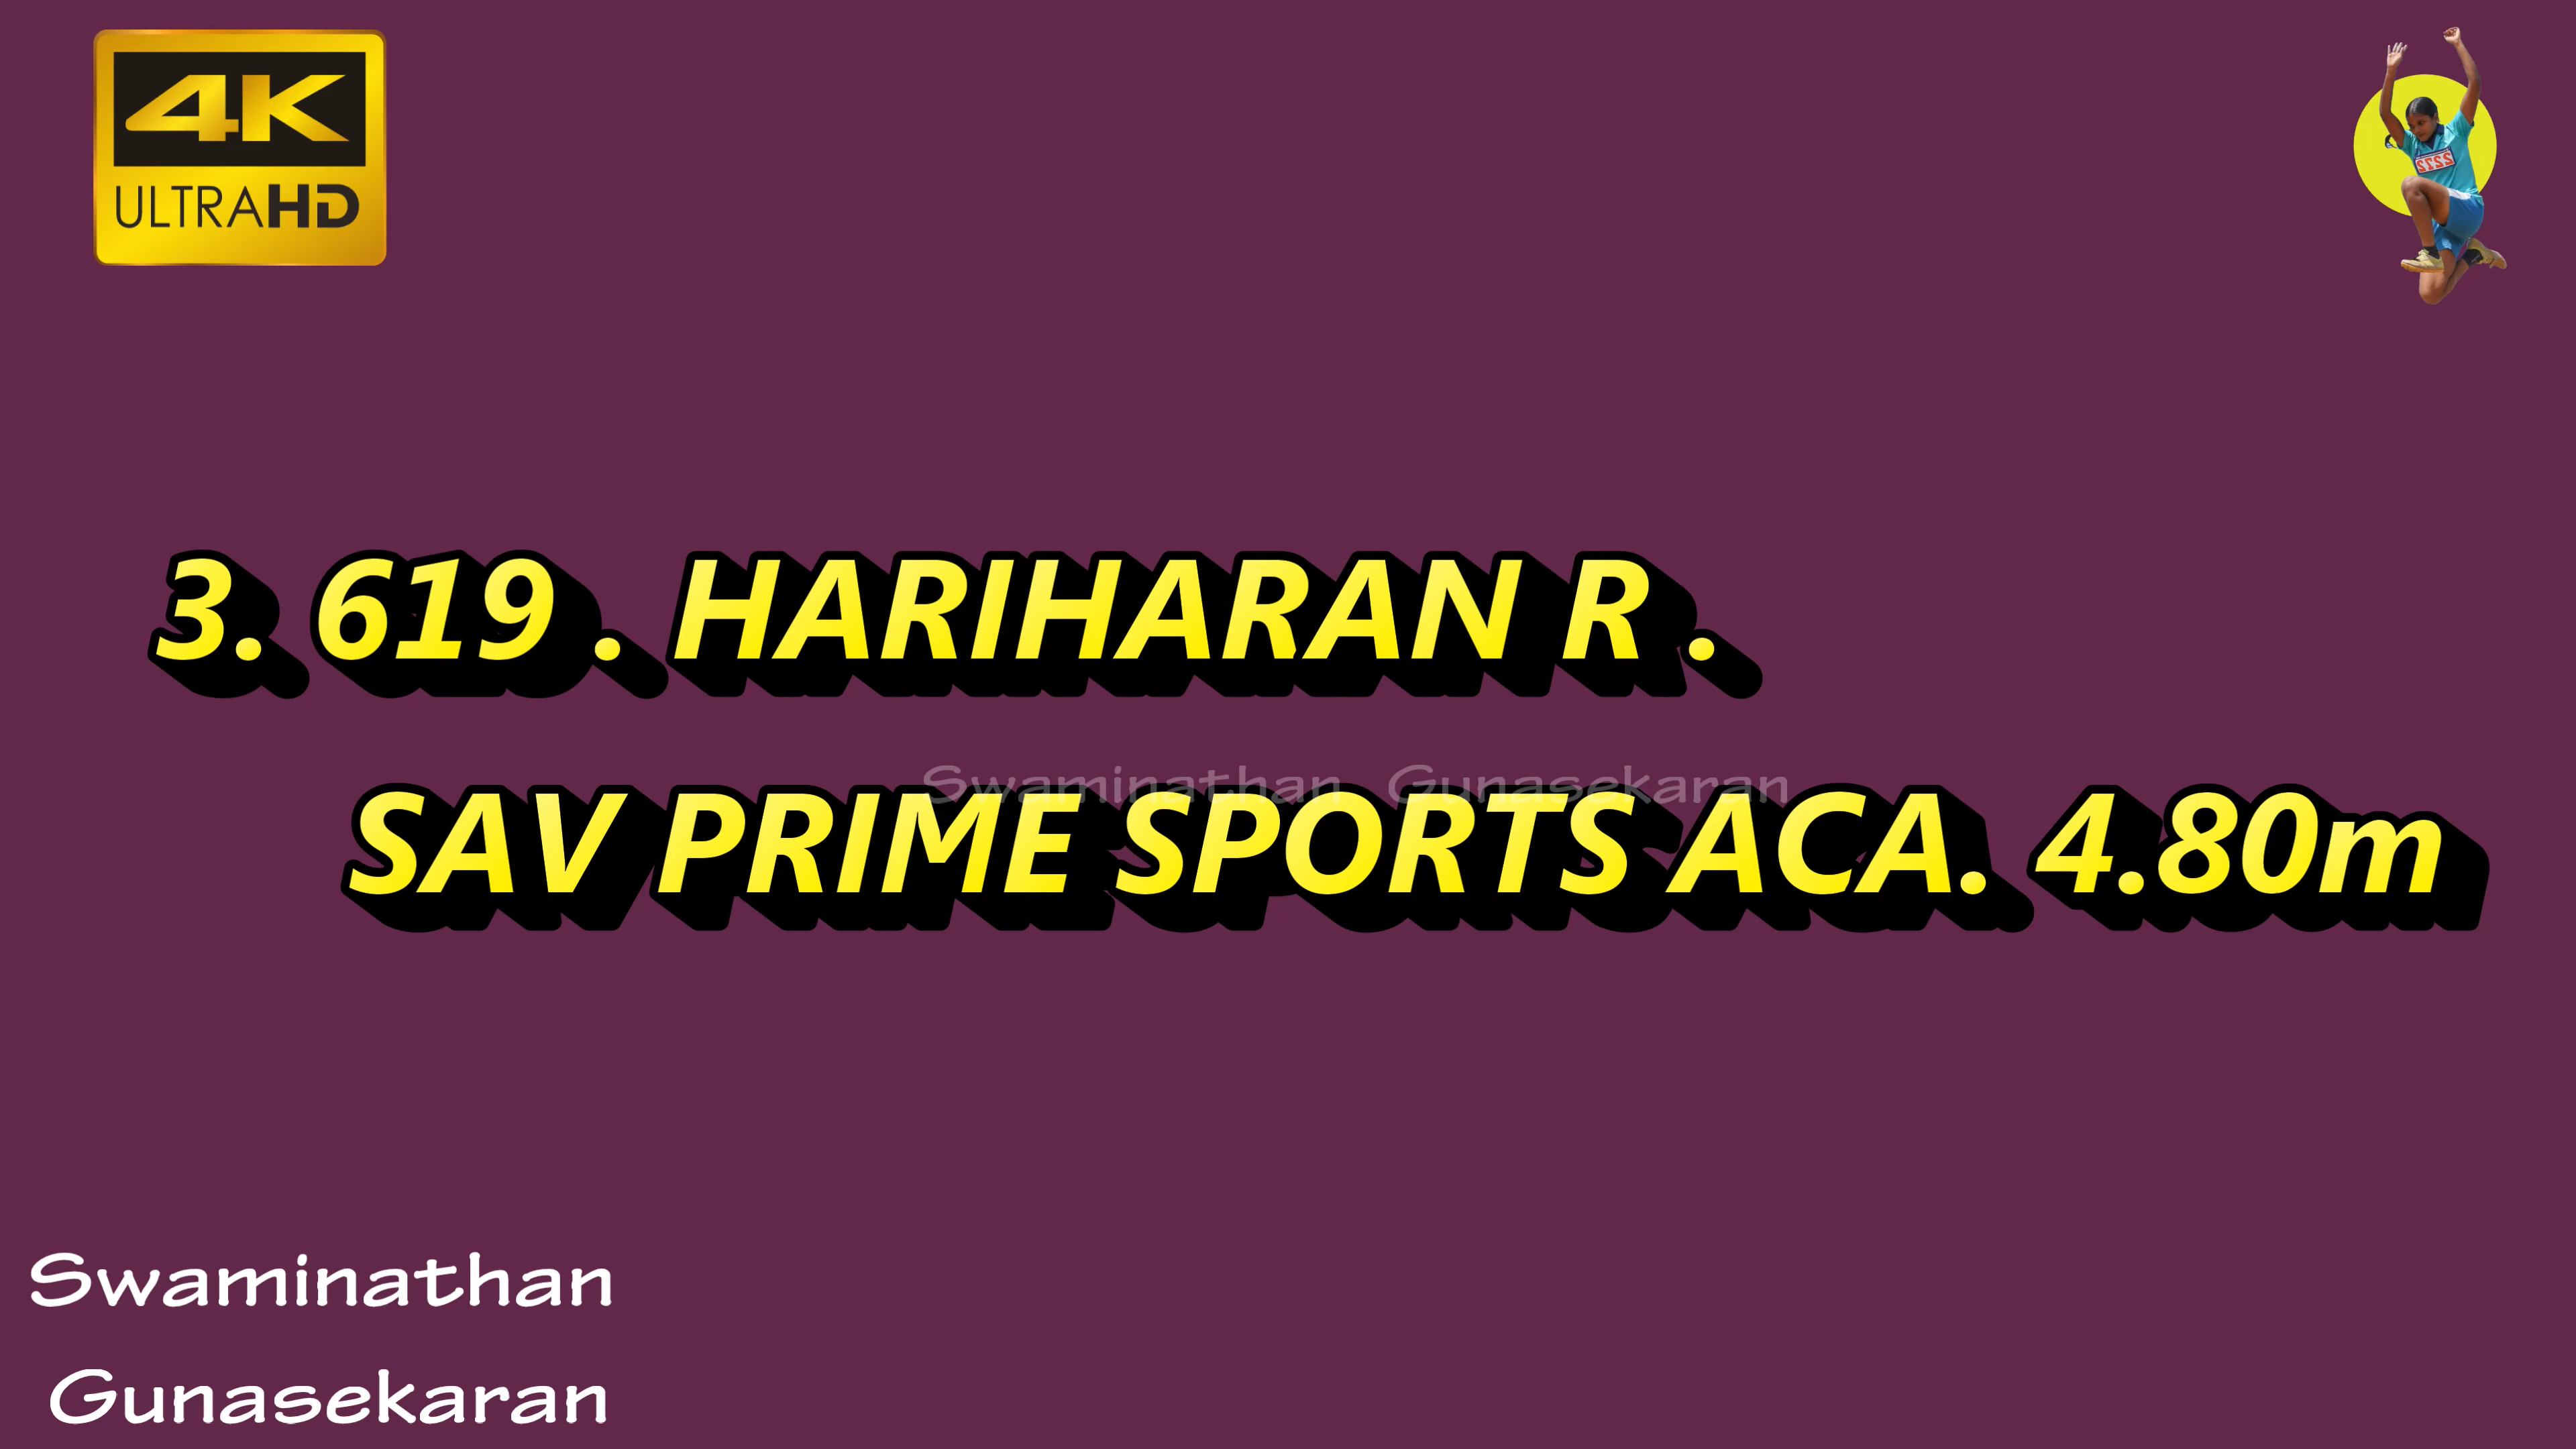 4K
ULTRAHD
3. 619 . HARIHARAN R .
Swaminathan Gunasekaran
SAV PRIME SPORTS ACA. 4.80m
Swaminathan
Gunasekaran